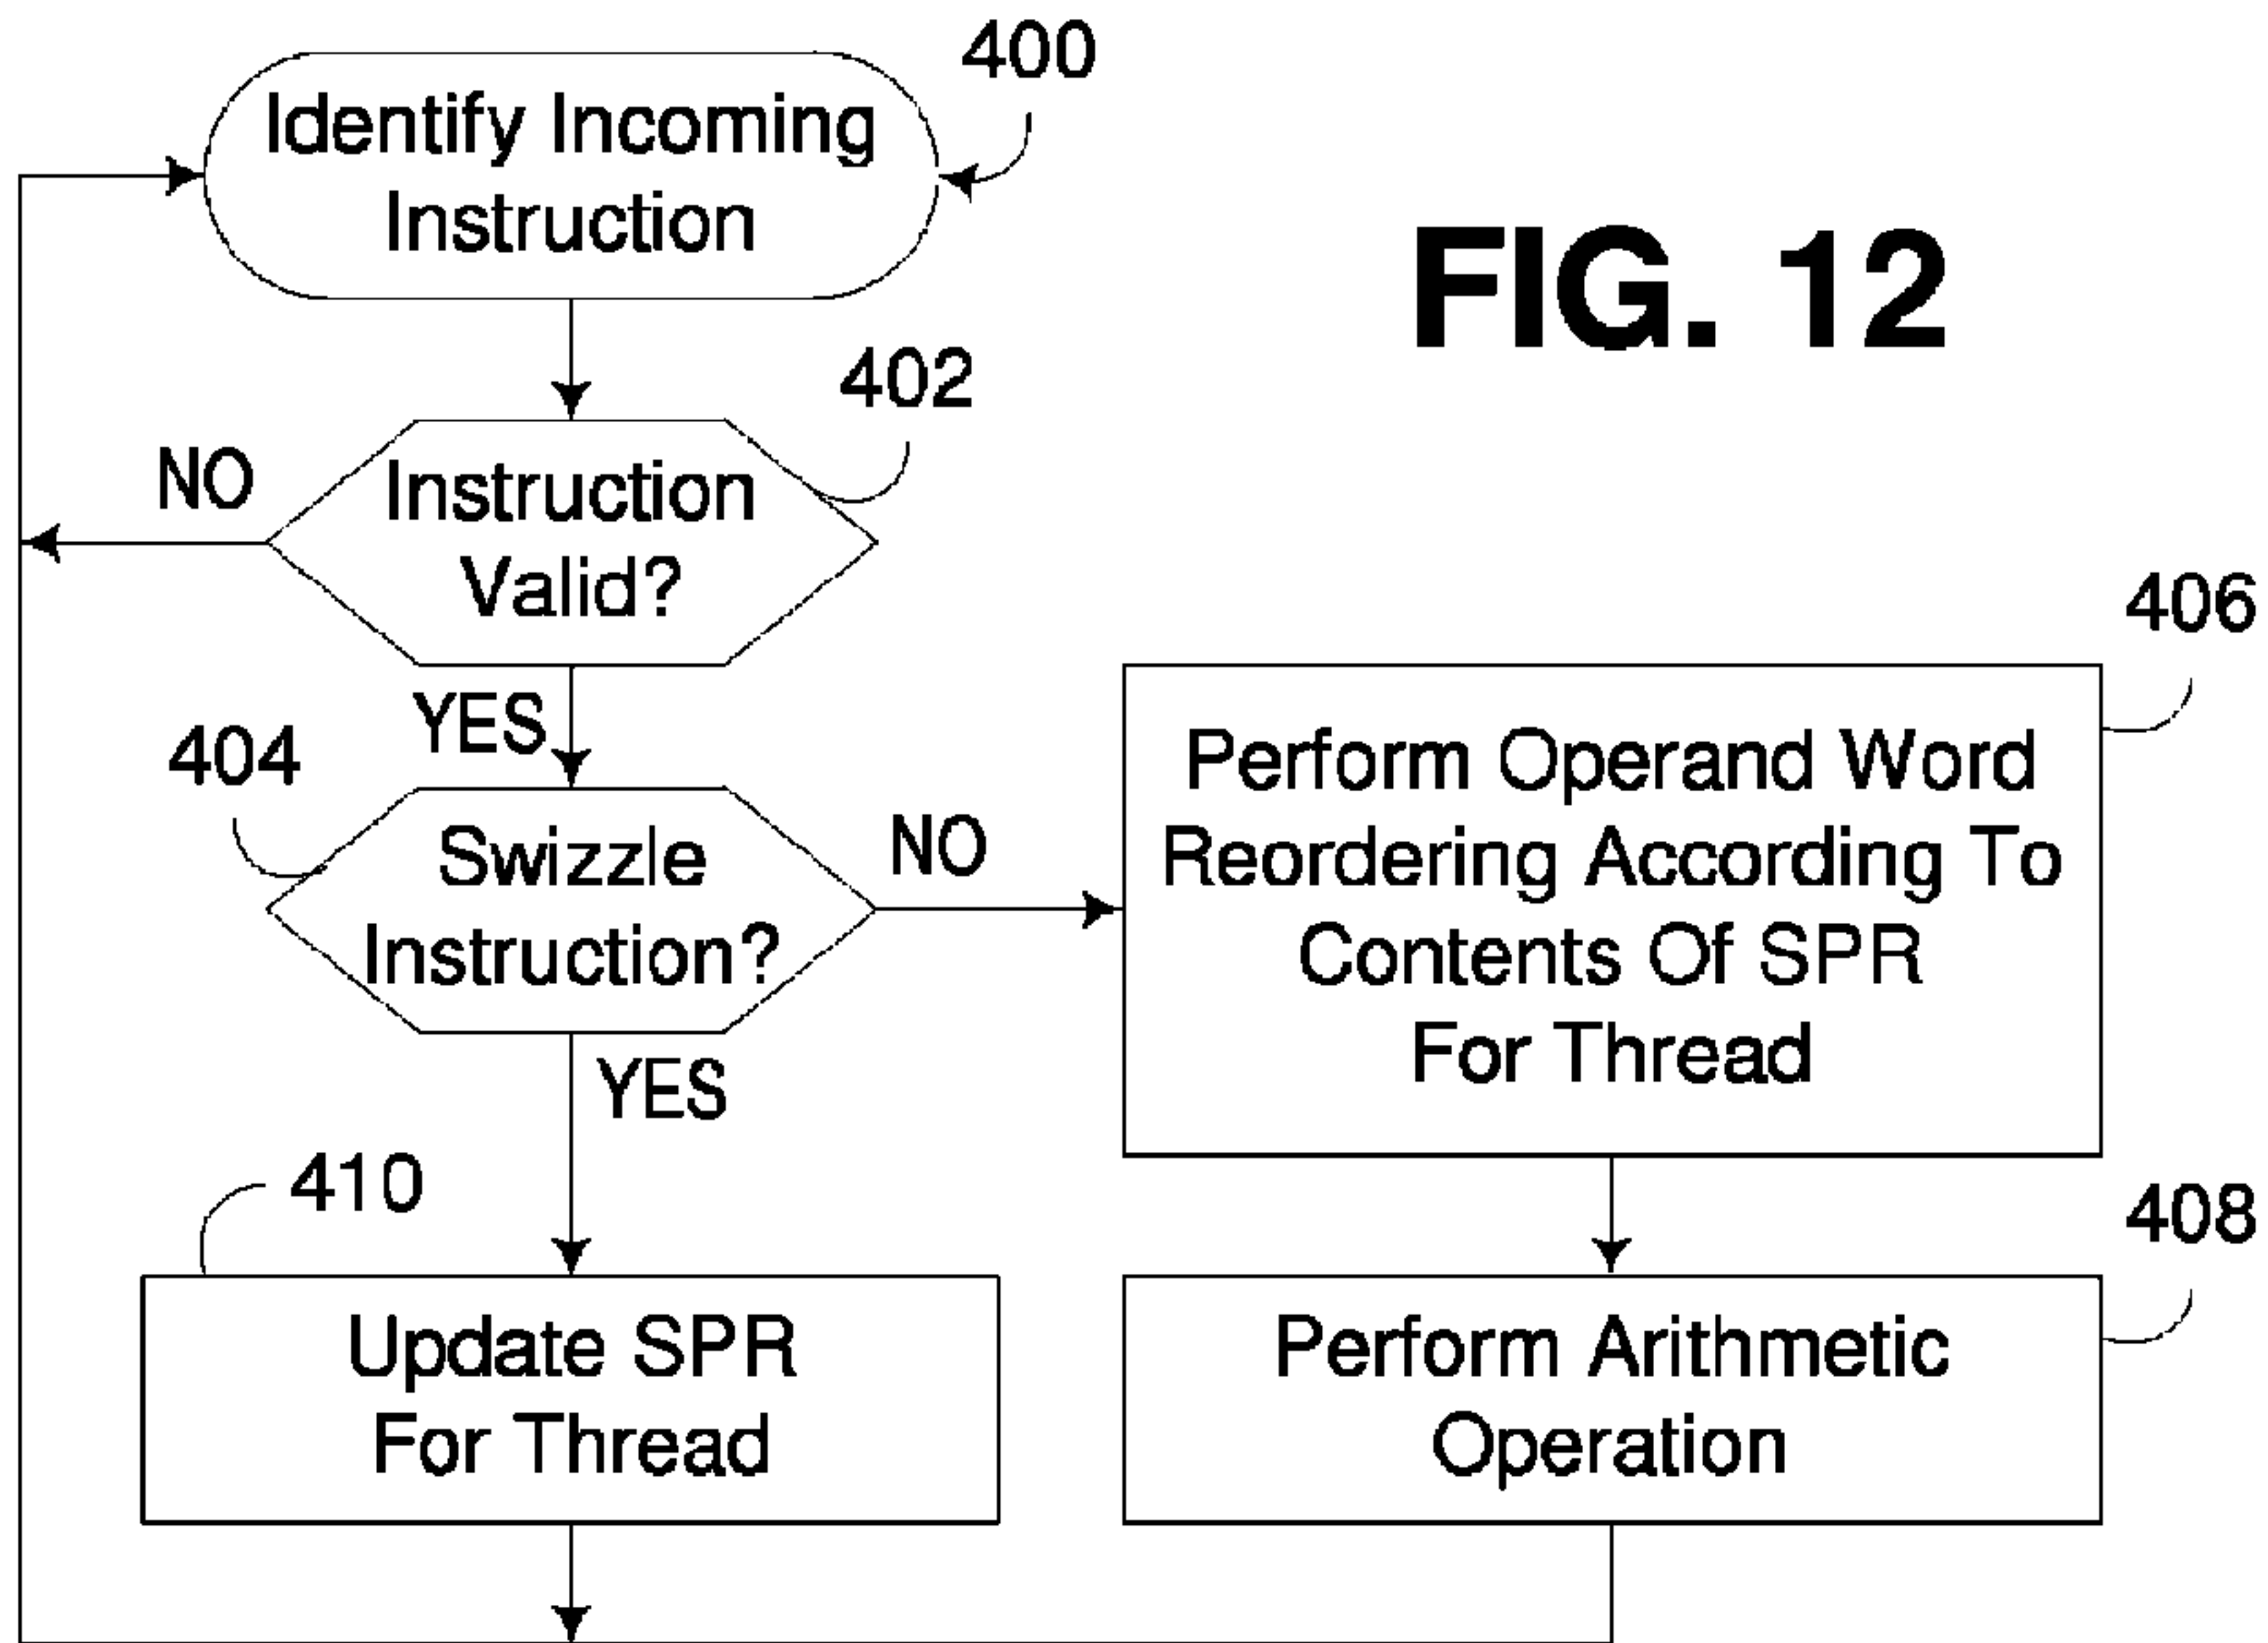 400
Identify Incoming
Instruction
FIG. 12
402
NO
Instruction
Valid?
406
YES
404
Swizzle
Instruction?
NO
Perform Operand Word
Reordering According To
Contents Of SPR
For Thread
YES
410
408
Update SPR
For Thread
Perform Arithmetic
Operation